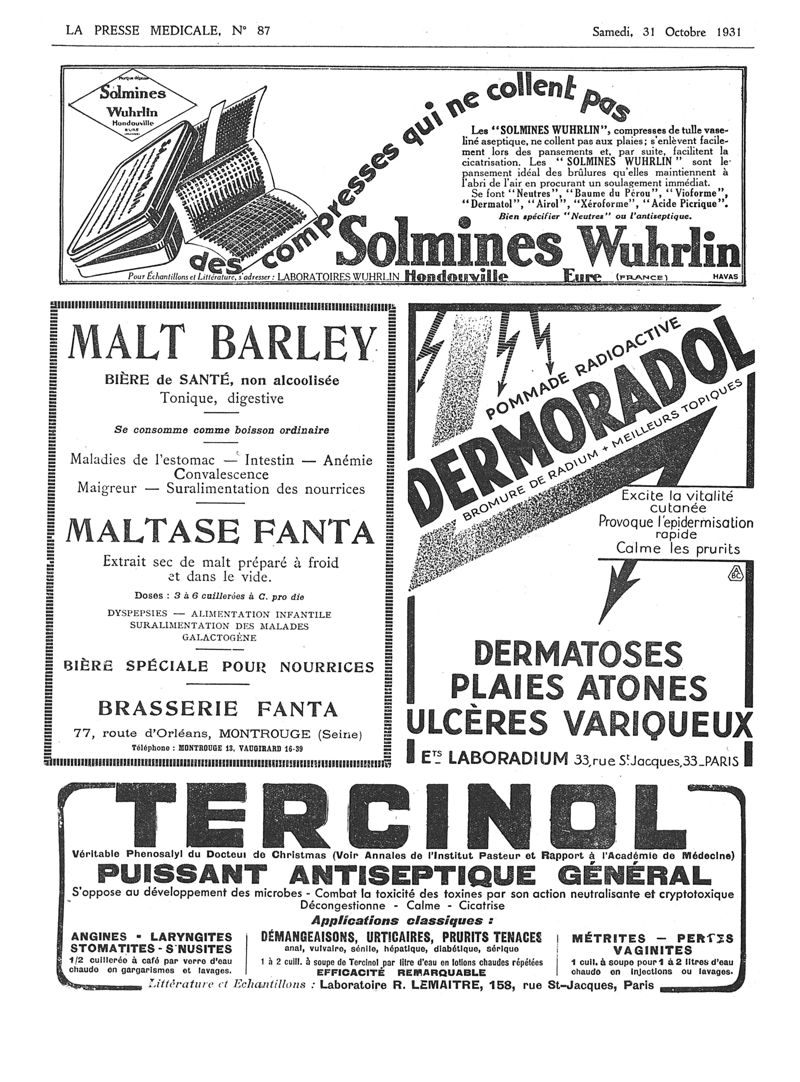 LA PRESSE MEDICALE, N° 87
Samedi, 31 Octobre 1931
Marque déposée
Solmines
Wuhrlin
Hondouville
EURE
des compresses qui ne collent pas
Les "SOLMINES WUHRLIN", compresses de tulle vase-
liné aseptique, ne collent pas aux plaies; s'enlèvent facile-
ment lors des pansements et, par suite, facilitent la
cicatrisation. Les "SOLMINES WUHRLIN" sont le
pansement idéal des brûlures qu'elles maintiennent à
l'abri de l'air en procurant un soulagement immédiat.
Se font "Neutres", "Baume du Pérou", "Vioforme",
"Dermatol", "Airol", "Xéroforme", "Acide Picrique".
Bien spécifier "Neutres" ou l'antiseptique.
Solmines Wuhrlin
Pour Échantillons et Littérature, s'adresser: LABORATOIRES WUHRLIN Hondouville Eure (FRANCE)
HAVAS
MALT BARLEY
BIÈRE de SANTÉ, non alcoolisée
Tonique, digestive
Se consomme comme boisson ordinaire
Maladies de l'estomac — Intestin — Anémie
Convalescence
Maigreur — Suralimentation des nourrices
MALTASE FANTA
Extrait sec de malt préparé à froid
et dans le vide.
Doses : 3 à 6 cuillerées à C. pro die
DYSPEPSIES — ALIMENTATION INFANTILE
SURALIMENTATION DES MALADES
GALACTOGÈNE
BIÈRE SPÉCIALE POUR NOURRICES
BRASSERIE FANTA
77, route d'Orléans, MONTROUGE (Seine)
Téléphone : MONTROUGE 13, VAUGIRARD 16-39
POMMADE RADIOACTIVE
DERMORADOL
BROMURE DE RADIUM + MEILLEURS TOPIQUES
Excite la vitalité
cutanée
Provoque l'épidermisation
rapide
Calme les prurits
ABC
DERMATOSES
PLAIES ATONES
ULCÈRES VARIQUEUX
ETS LABORADIUM 33, rue St Jacques, 33_PARIS
TERCINOL
Véritable Phenosalyl du Docteur de Christmas (Voir Annales de l'Institut Pasteur et Rapport à l'Académie de Médecine)
PUISSANT ANTISEPTIQUE GÉNÉRAL
S'oppose au développement des microbes - Combat la toxicité des toxines par son action neutralisante et cryptotoxique
Décongestionne - Calme - Cicatrise
Applications classiques :
ANGINES - LARYNGITES
STOMATITES - SINUSITES
1/2 cuillerée à café par verre d'eau
chaude en gargarismes et lavages.
DÉMANGEAISONS, URTICAIRES, PRURITS TENACES
anal, vulvaire, sénile, hépatique, diabétique, sérique
1 à 2 cuill. à soupe de Tercinol par litre d'eau en lotions chaudes répétées
EFFICACITÉ REMARQUABLE
MÉTRITES — PERTES
VAGINITES
1 cuill. à soupe pour 1 à 2 litres d'eau
chaude en injections ou lavages.
Littérature et Echantillons : Laboratoire R. LEMAITRE, 158, rue St-Jacques, Paris